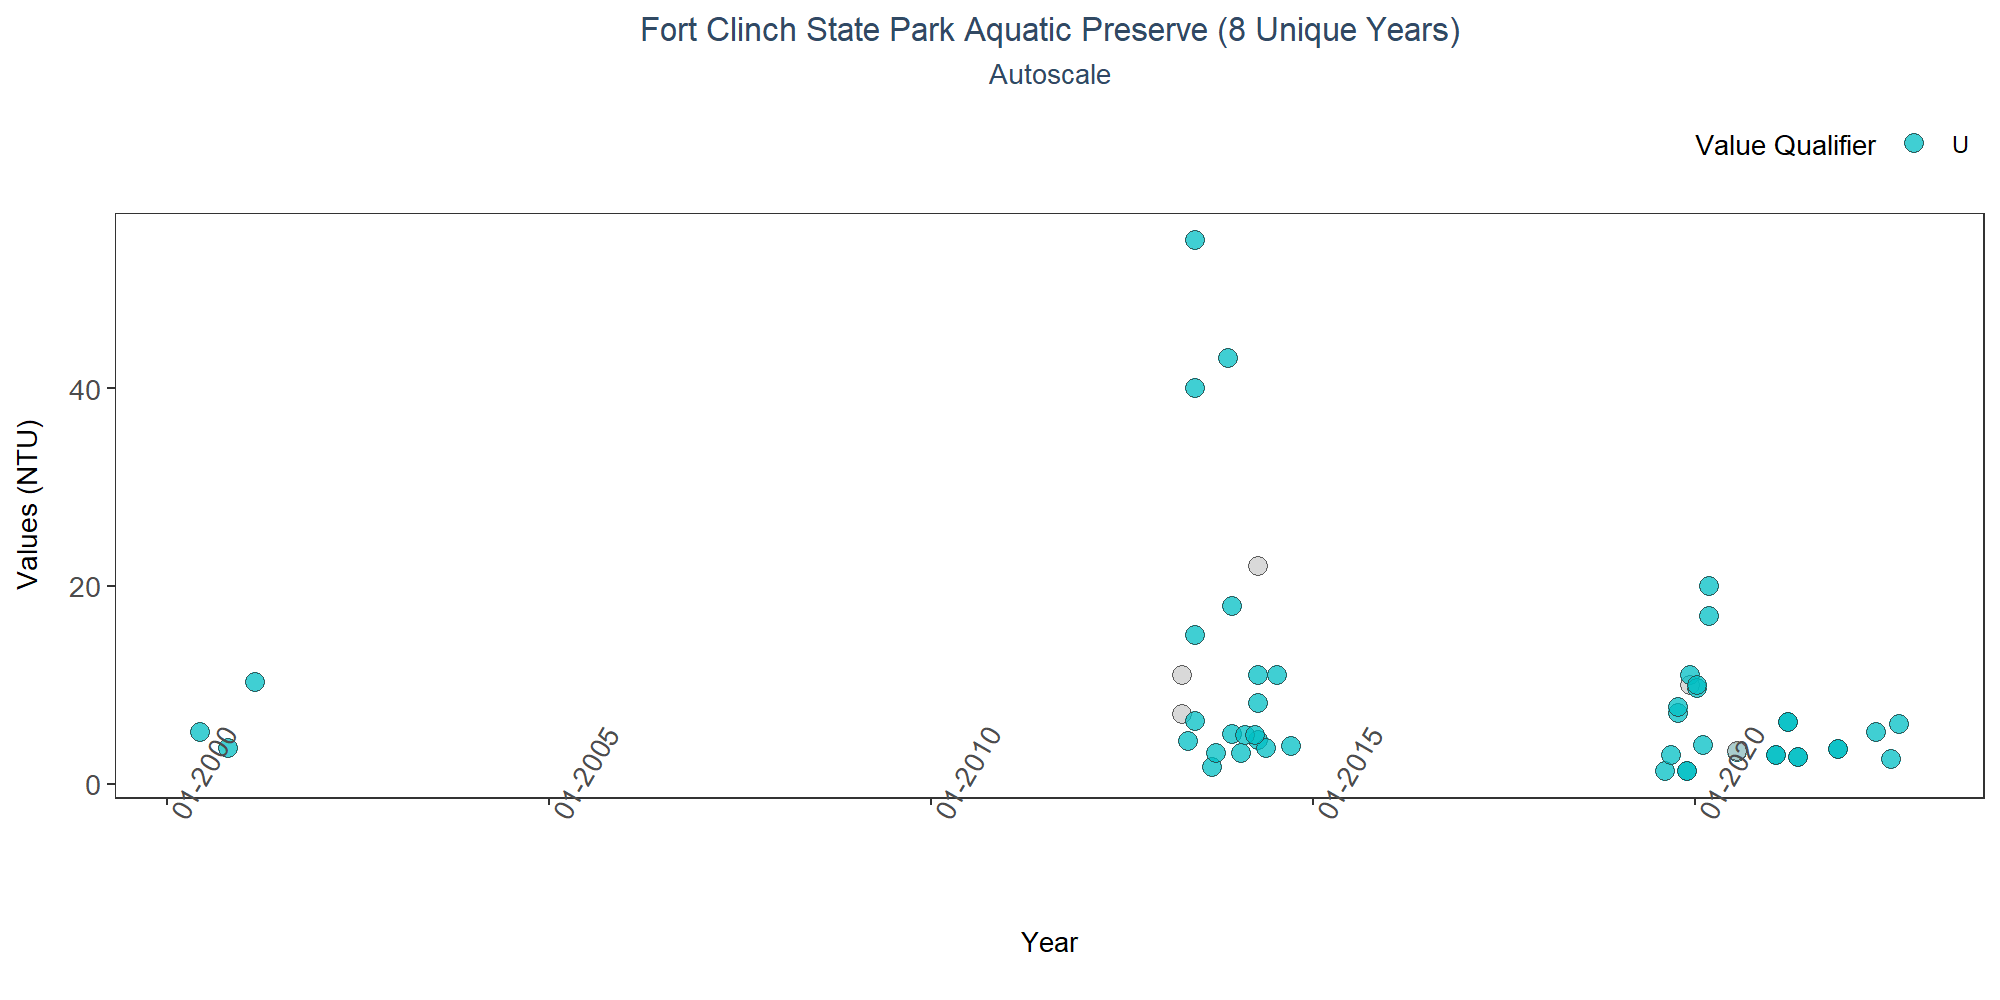 Fort Clinch State Park Aquatic Preserve (8 Unique Years)
Autoscale
Value Qualifier U
Values (NTU)
40
20
0
01-2000
01-2005
01-2010
01-2015
01-2020
Year